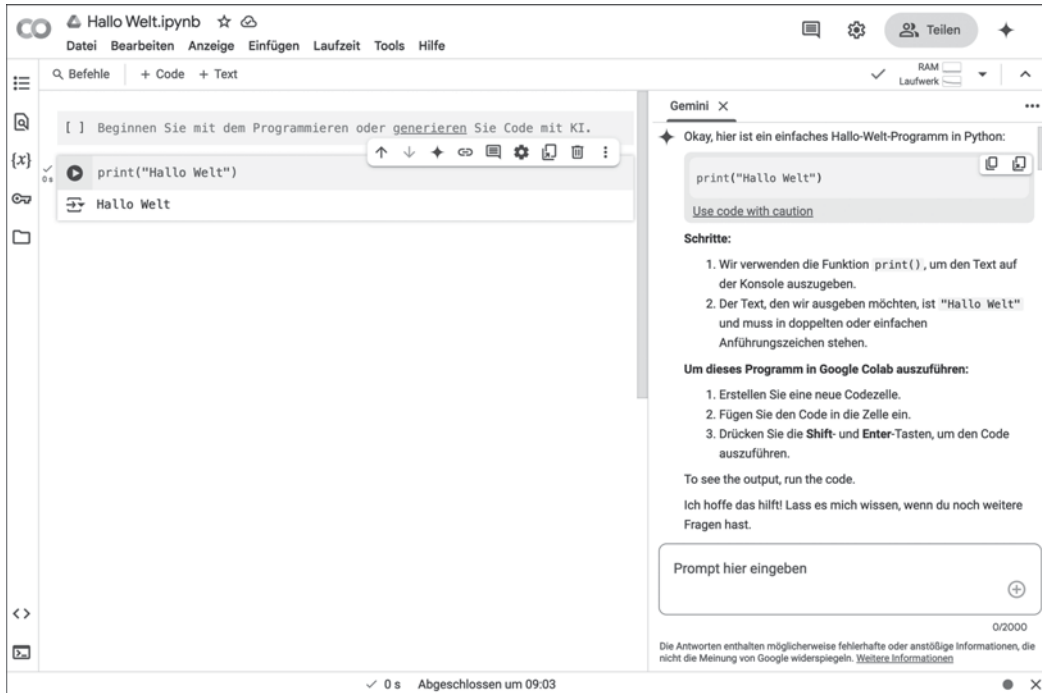 CO Hallo Welt.ipynb
Datei Bearbeiten Anzeige Einfügen Laufzeit Tools Hilfe
Teilen
Befehle + Code + Text
RAM
Laufwerk
Gemini
[ ] Beginnen Sie mit dem Programmieren oder generieren Sie Code mit KI.
{x}
0 s
print("Hallo Welt")
Hallo Welt
Okay, hier ist ein einfaches Hallo-Welt-Programm in Python:
print("Hallo Welt")
Use code with caution
Schritte:
1. Wir verwenden die Funktion print(), um den Text auf
der Konsole auszugeben.
2. Der Text, den wir ausgeben möchten, ist "Hallo Welt"
und muss in doppelten oder einfachen
Anführungszeichen stehen.
Um dieses Programm in Google Colab auszuführen:
1. Erstellen Sie eine neue Codezelle.
2. Fügen Sie den Code in die Zelle ein.
3. Drücken Sie die Shift- und Enter-Tasten, um den Code
auszuführen.
To see the output, run the code.
Ich hoffe das hilft! Lass es mich wissen, wenn du noch weitere
Fragen hast.
Prompt hier eingeben
0/2000
Die Antworten enthalten möglicherweise fehlerhafte oder anstößige Informationen, die
nicht die Meinung von Google widerspiegeln. Weitere Informationen
0 s Abgeschlossen um 09:03